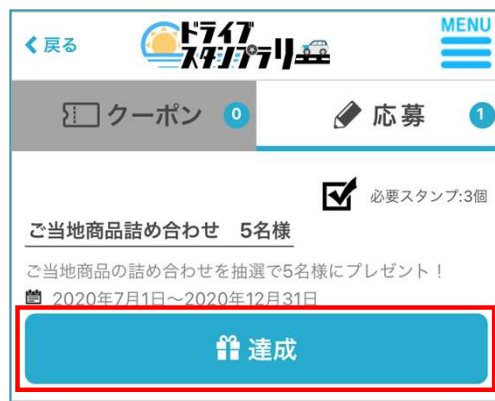 戻る
ドライブ
スタンプラリー
MENU
クーポン 0
応募 1
必要スタンプ:3個
ご当地商品詰め合わせ 5名様
ご当地商品の詰め合わせを抽選で5名様にプレゼント！
2020年7月1日～2020年12月31日
達成